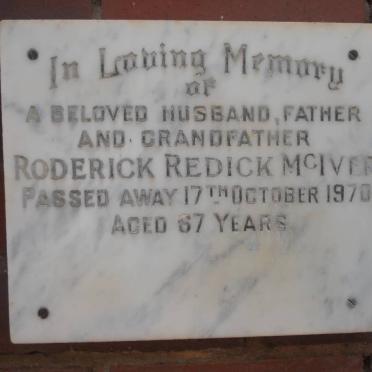 In Loving Memory
of
A BELOVED HUSBAND, FATHER
AND GRANDFATHER
RODERICK REDICK McIVER
PASSED AWAY 17TH OCTOBER 1970
AGED 67 YEARS